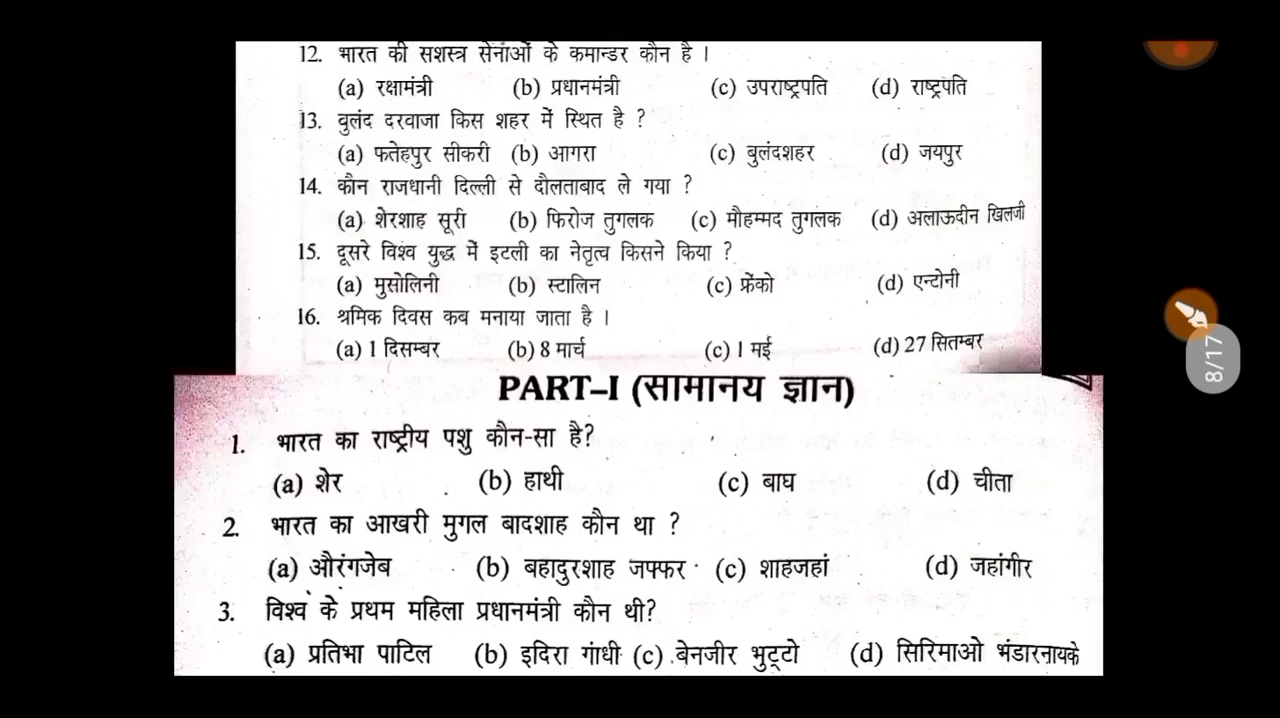 12. भारत की सशस्त्र सेनाओं के कमान्डर कौन है ।
(a) रक्षामंत्री (b) प्रधानमंत्री (c) उपराष्ट्रपति (d) राष्ट्रपति
13. वुलंद दरवाजा किस शहर में स्थित है ?
(a) फतेहपुर सीकरी (b) आगरा (c) बुलंदशहर (d) जयपुर
14. कौन राजधानी दिल्ली से दौलताबाद ले गया ?
(a) शेरशाह सूरी (b) फिरोज तुगलक (c) मौहम्मद तुगलक (d) अलाऊदीन खिलजी
15. दूसरे विश्व युद्ध में इटली का नेतृत्व किसने किया ?
(a) मुसोलिनी (b) स्टालिन (c) फ्रेंको (d) एन्टोनी
16. श्रमिक दिवस कब मनाया जाता है ।
(a) 1 दिसम्बर (b) 8 मार्च (c) 1 मई (d) 27 सितम्बर
8/17
PART-I (सामानय ज्ञान)
1. भारत का राष्ट्रीय पशु कौन-सा है?
(a) शेर (b) हाथी (c) बाघ (d) चीता
2. भारत का आखरी मुगल बादशाह कौन था ?
(a) औरंगजेब (b) बहादुरशाह जफ्फर (c) शाहजहां (d) जहांगीर
3. विश्व के प्रथम महिला प्रधानमंत्री कौन थी?
(a) प्रतिभा पाटिल (b) इदिरा गांधी (c) बेनजीर भुट्टो (d) सिरिमाओ भंडारनायके